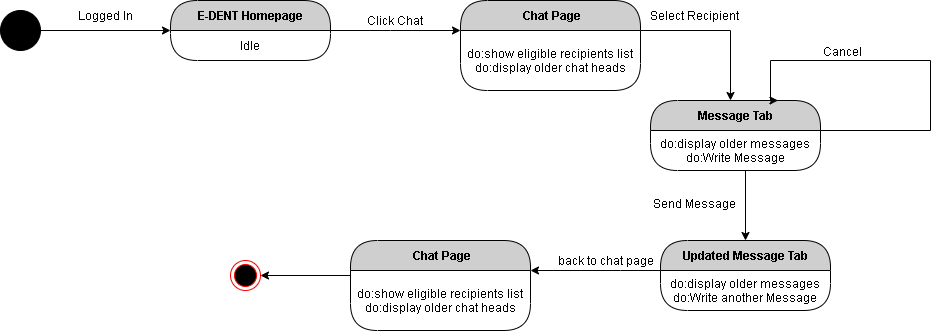 Logged In
E-DENT Homepage
Idle
Click Chat
Chat Page
do:show eligible recipients list
do:display older chat heads
Select Recipient
Cancel
Message Tab
do:display older messages
do:Write Message
Send Message
Updated Message Tab
do:display older messages
do:Write another Message
back to chat page
Chat Page
do:show eligible recipients list
do:display older chat heads